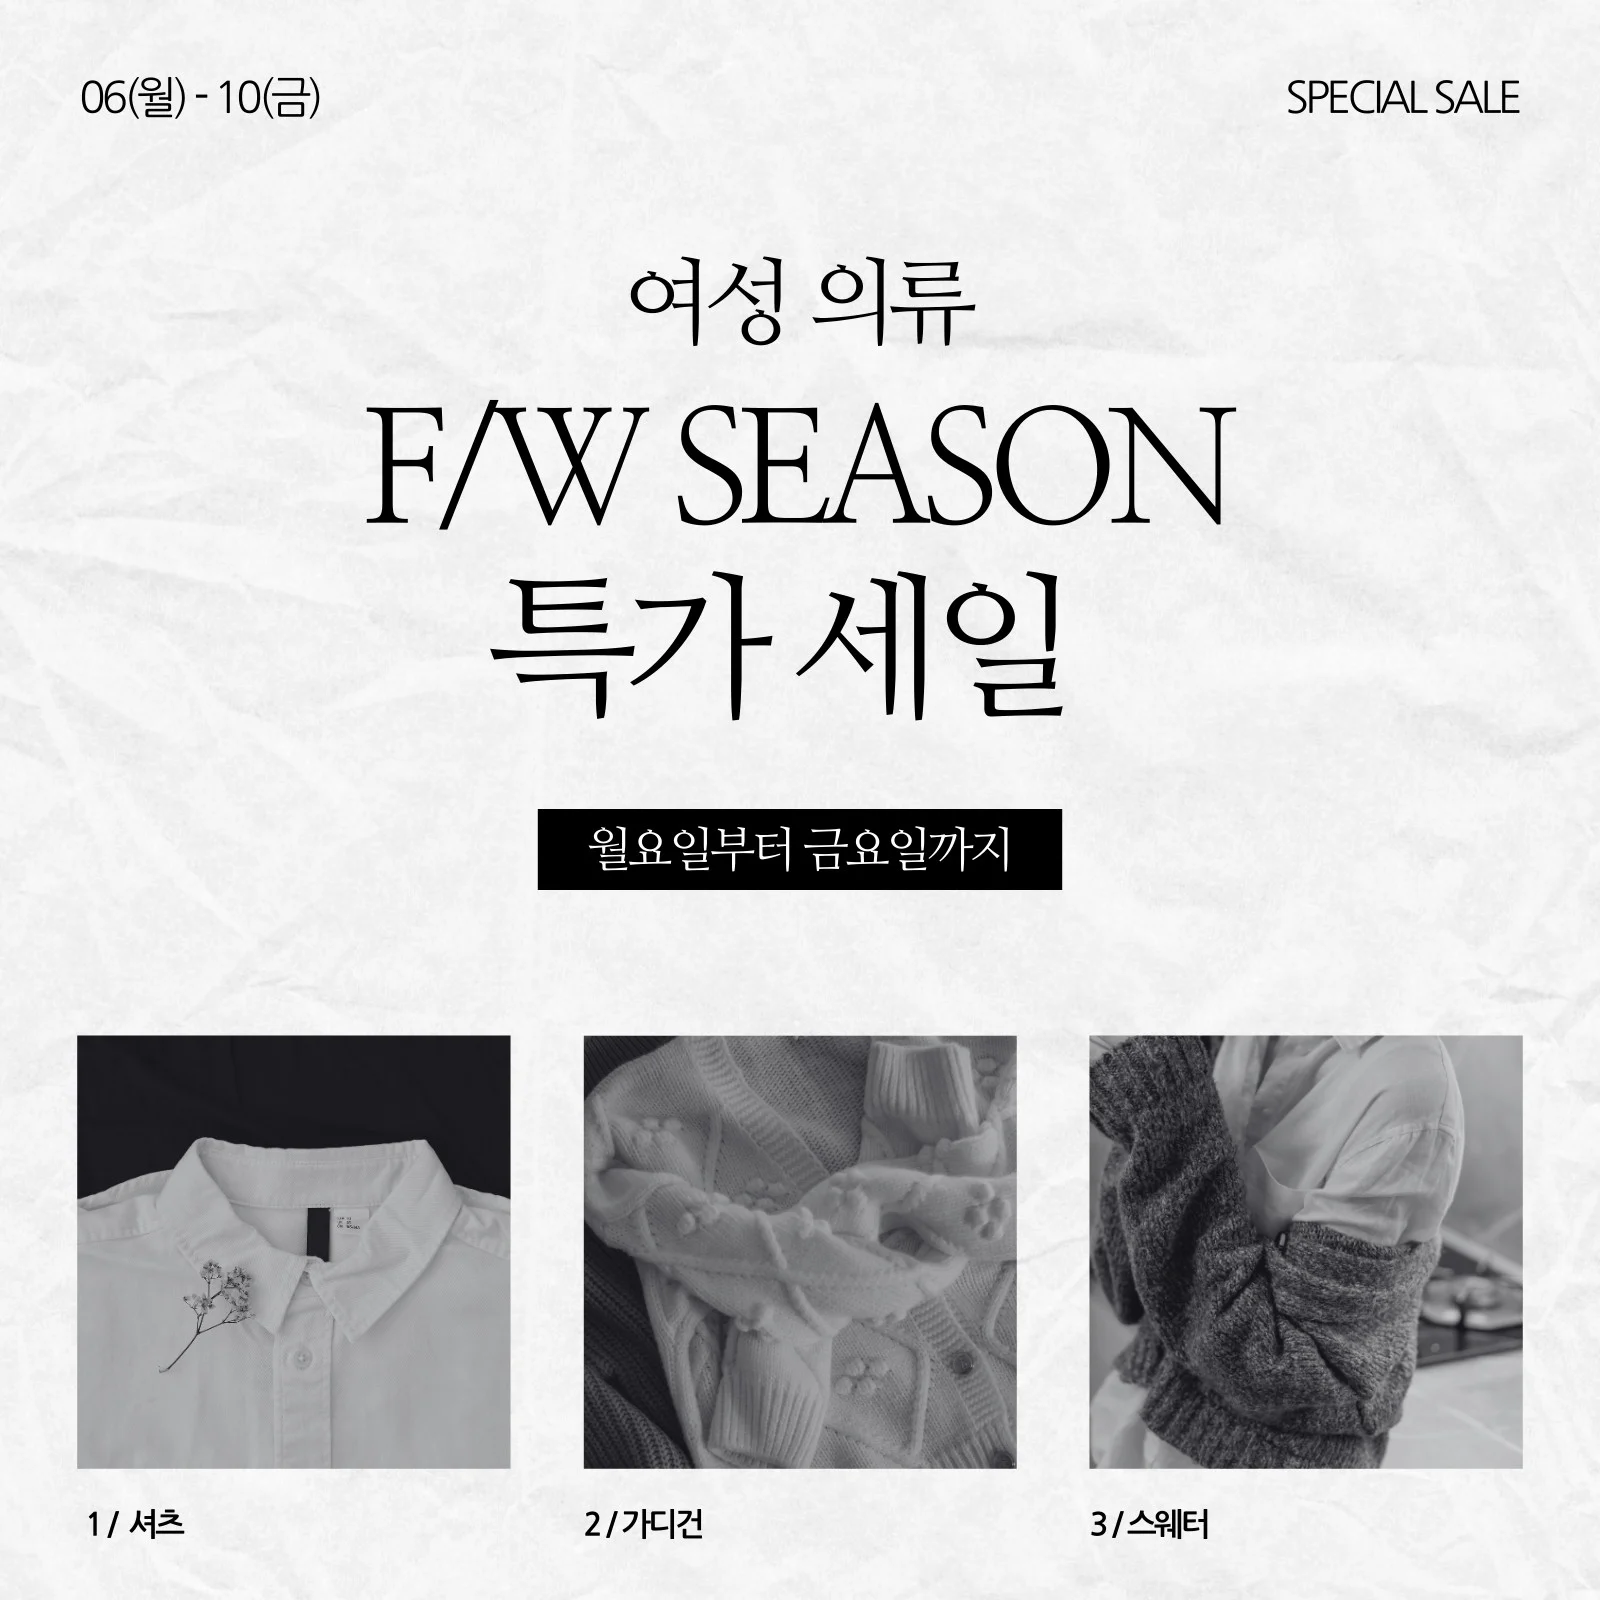 06(월) - 10(금)
SPECIAL SALE
여성 의류
F/W SEASON
특가 세일
월요일부터 금요일까지
1 / 셔츠
2 / 가디건
3 / 스웨터